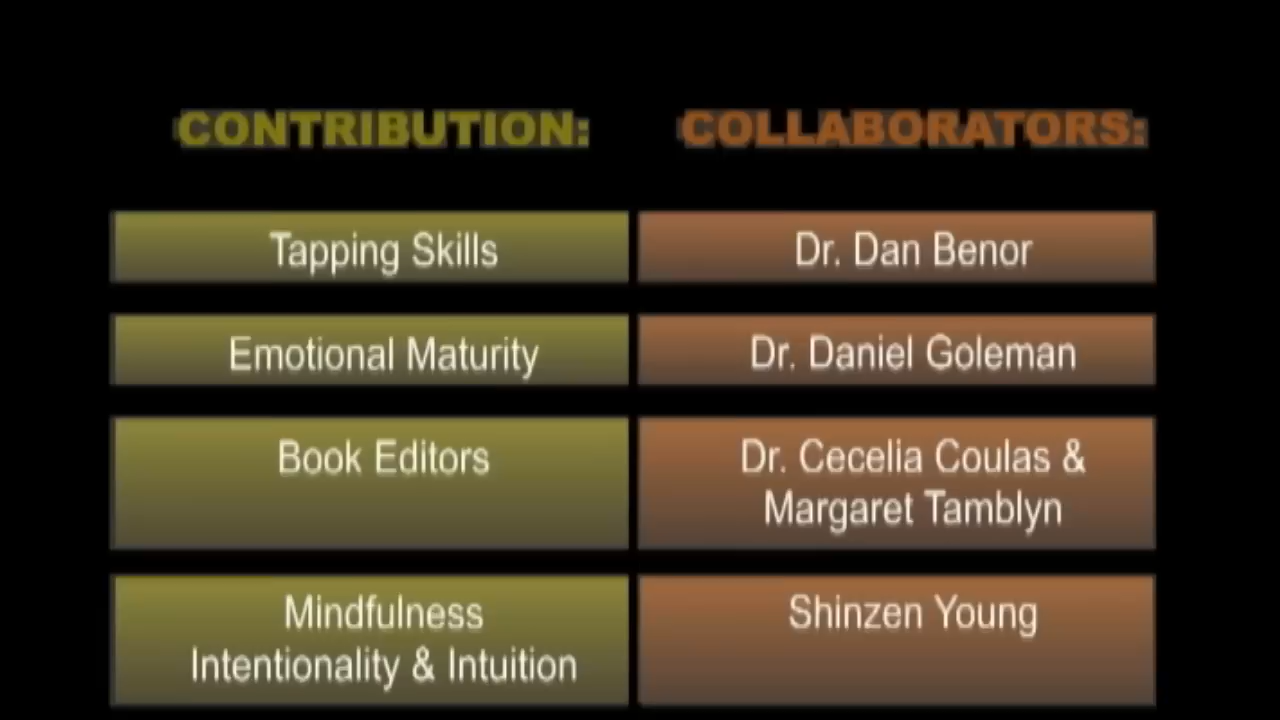 CONTRIBUTION: COLLABORATORS:
Tapping Skills Dr. Dan Benor
Emotional Maturity Dr. Daniel Goleman
Book Editors Dr. Cecelia Coulas &
Margaret Tamblyn
Mindfulness Shinzen Young
Intentionality & Intuition